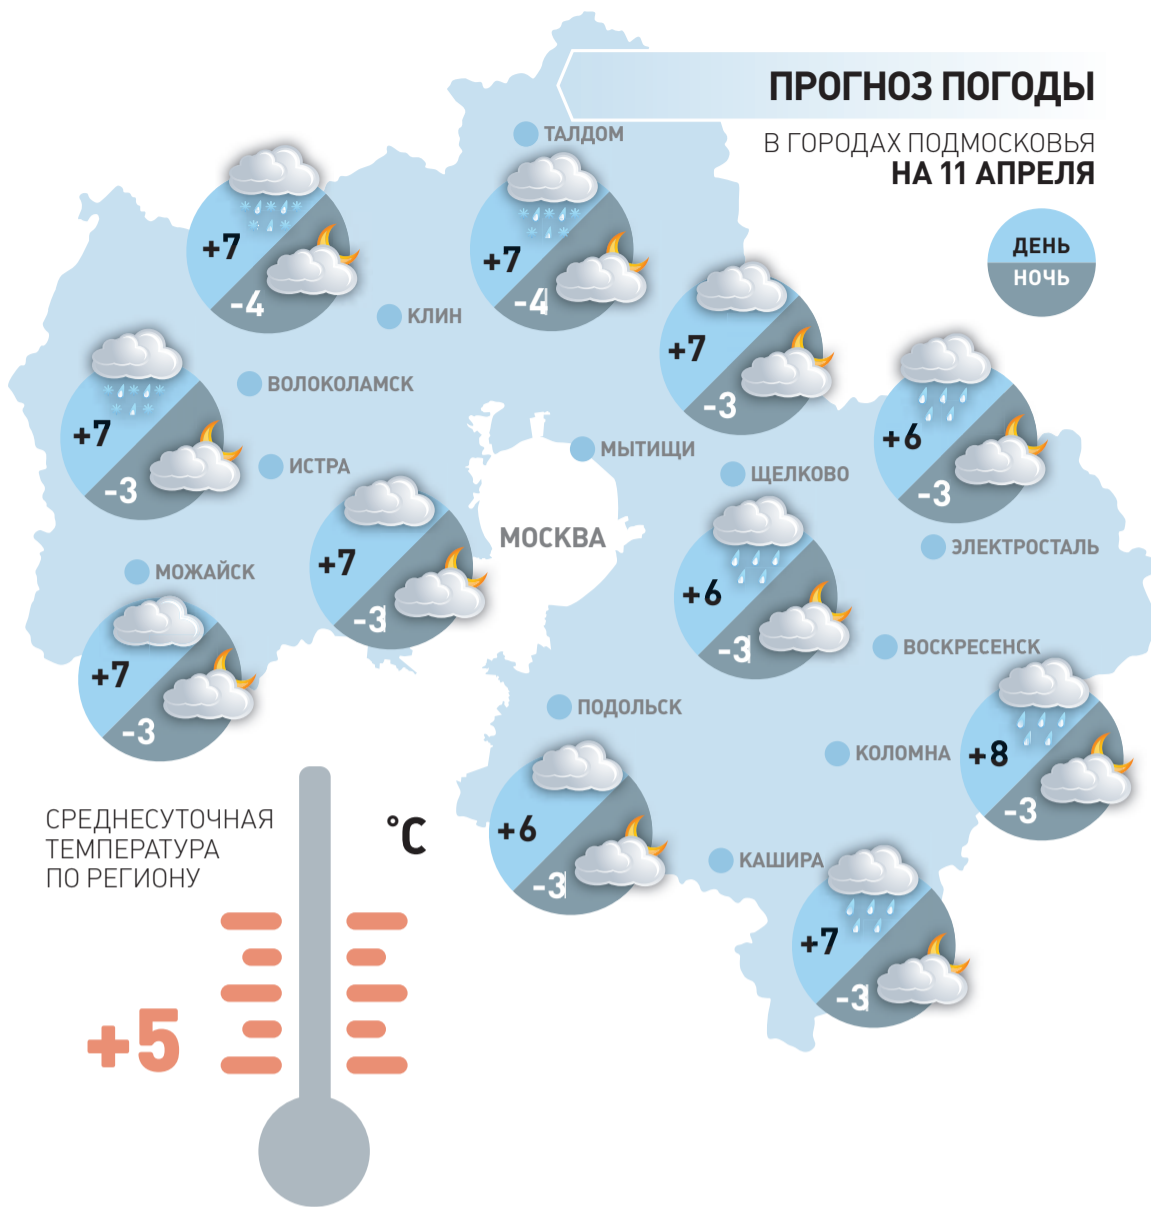 ПРОГНОЗ ПОГОДЫ
В ГОРОДАХ ПОДМОСКОВЬЯ
НА 11 АПРЕЛЯ
ДЕНЬ
НОЧЬ
ТАЛДОМ
+7
-4
+7
-4
КЛИН
+7
-3
ВОЛОКОЛАМСК
+7
-3
ИСТРА
МЫТИЩИ
ЩЕЛКОВО
+6
-3
МОСКВА
ЭЛЕКТРОСТАЛЬ
МОЖАЙСК
+7
-3
+6
-3
ВОСКРЕСЕНСК
+7
-3
ПОДОЛЬСК
КОЛОМНА
+8
-3
+6
-3
КАШИРА
+7
-3
СРЕДНЕСУТОЧНАЯ
ТЕМПЕРАТУРА
ПО РЕГИОНУ
°C
+5